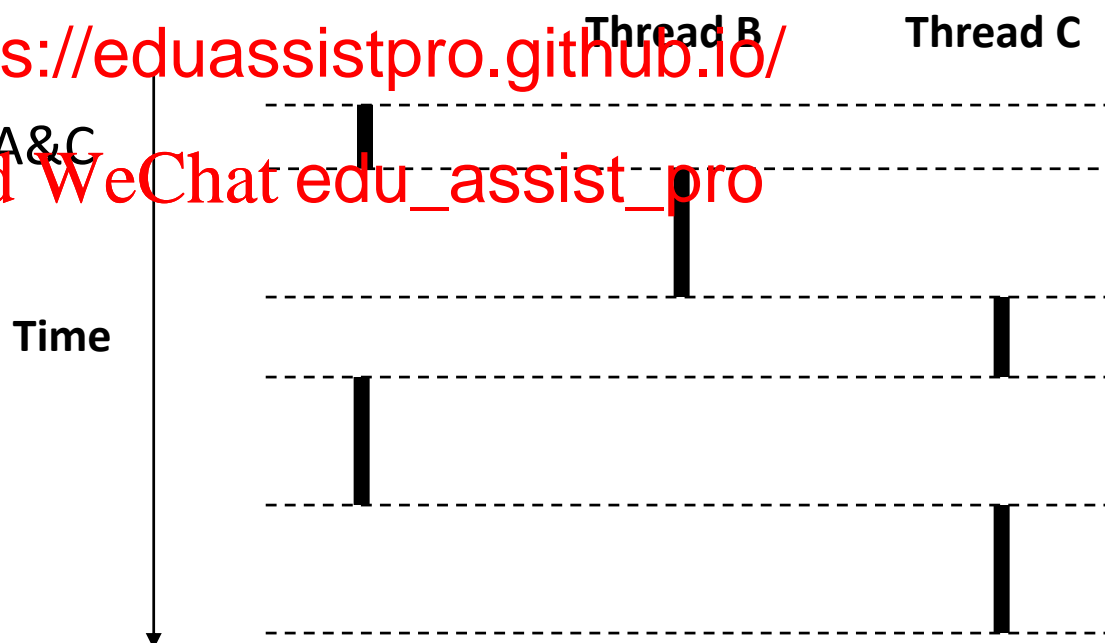 Thread B Thread C
s://eduassistpro.github.io/
A&C
d WeChat edu_assist_pro
Time